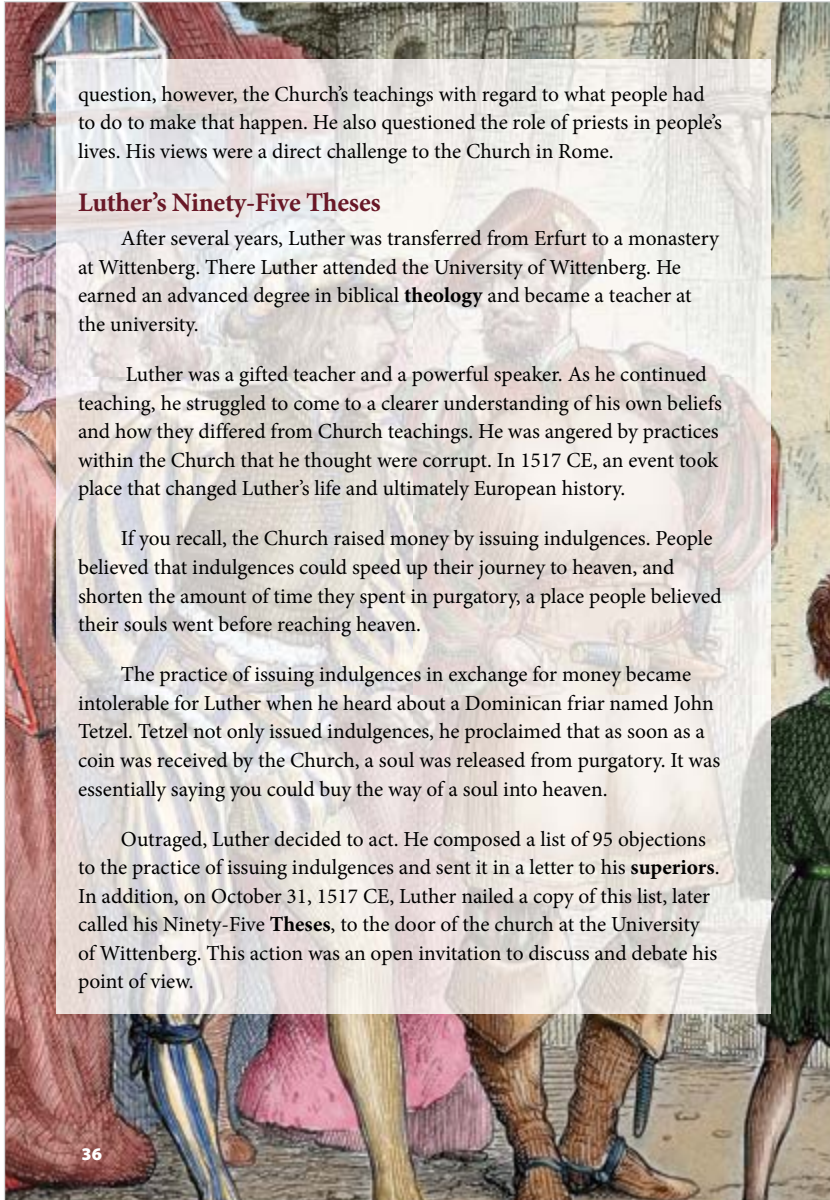 question, however, the Church’s teachings with regard to what people had
to do to make that happen. He also questioned the role of priests in people’s
lives. His views were a direct challenge to the Church in Rome.
Luther’s Ninety-Five Theses
After several years, Luther was transferred from Erfurt to a monastery
at Wittenberg. There Luther attended the University of Wittenberg. He
earned an advanced degree in biblical theology and became a teacher at
the university.
Luther was a gifted teacher and a powerful speaker. As he continued
teaching, he struggled to come to a clearer understanding of his own beliefs
and how they differed from Church teachings. He was angered by practices
within the Church that he thought were corrupt. In 1517 CE, an event took
place that changed Luther’s life and ultimately European history.
If you recall, the Church raised money by issuing indulgences. People
believed that indulgences could speed up their journey to heaven, and
shorten the amount of time they spent in purgatory, a place people believed
their souls went before reaching heaven.
The practice of issuing indulgences in exchange for money became
intolerable for Luther when he heard about a Dominican friar named John
Tetzel. Tetzel not only issued indulgences, he proclaimed that as soon as a
coin was received by the Church, a soul was released from purgatory. It was
essentially saying you could buy the way of a soul into heaven.
Outraged, Luther decided to act. He composed a list of 95 objections
to the practice of issuing indulgences and sent it in a letter to his superiors.
In addition, on October 31, 1517 CE, Luther nailed a copy of this list, later
called his Ninety-Five Theses, to the door of the church at the University
of Wittenberg. This action was an open invitation to discuss and debate his
point of view.
36